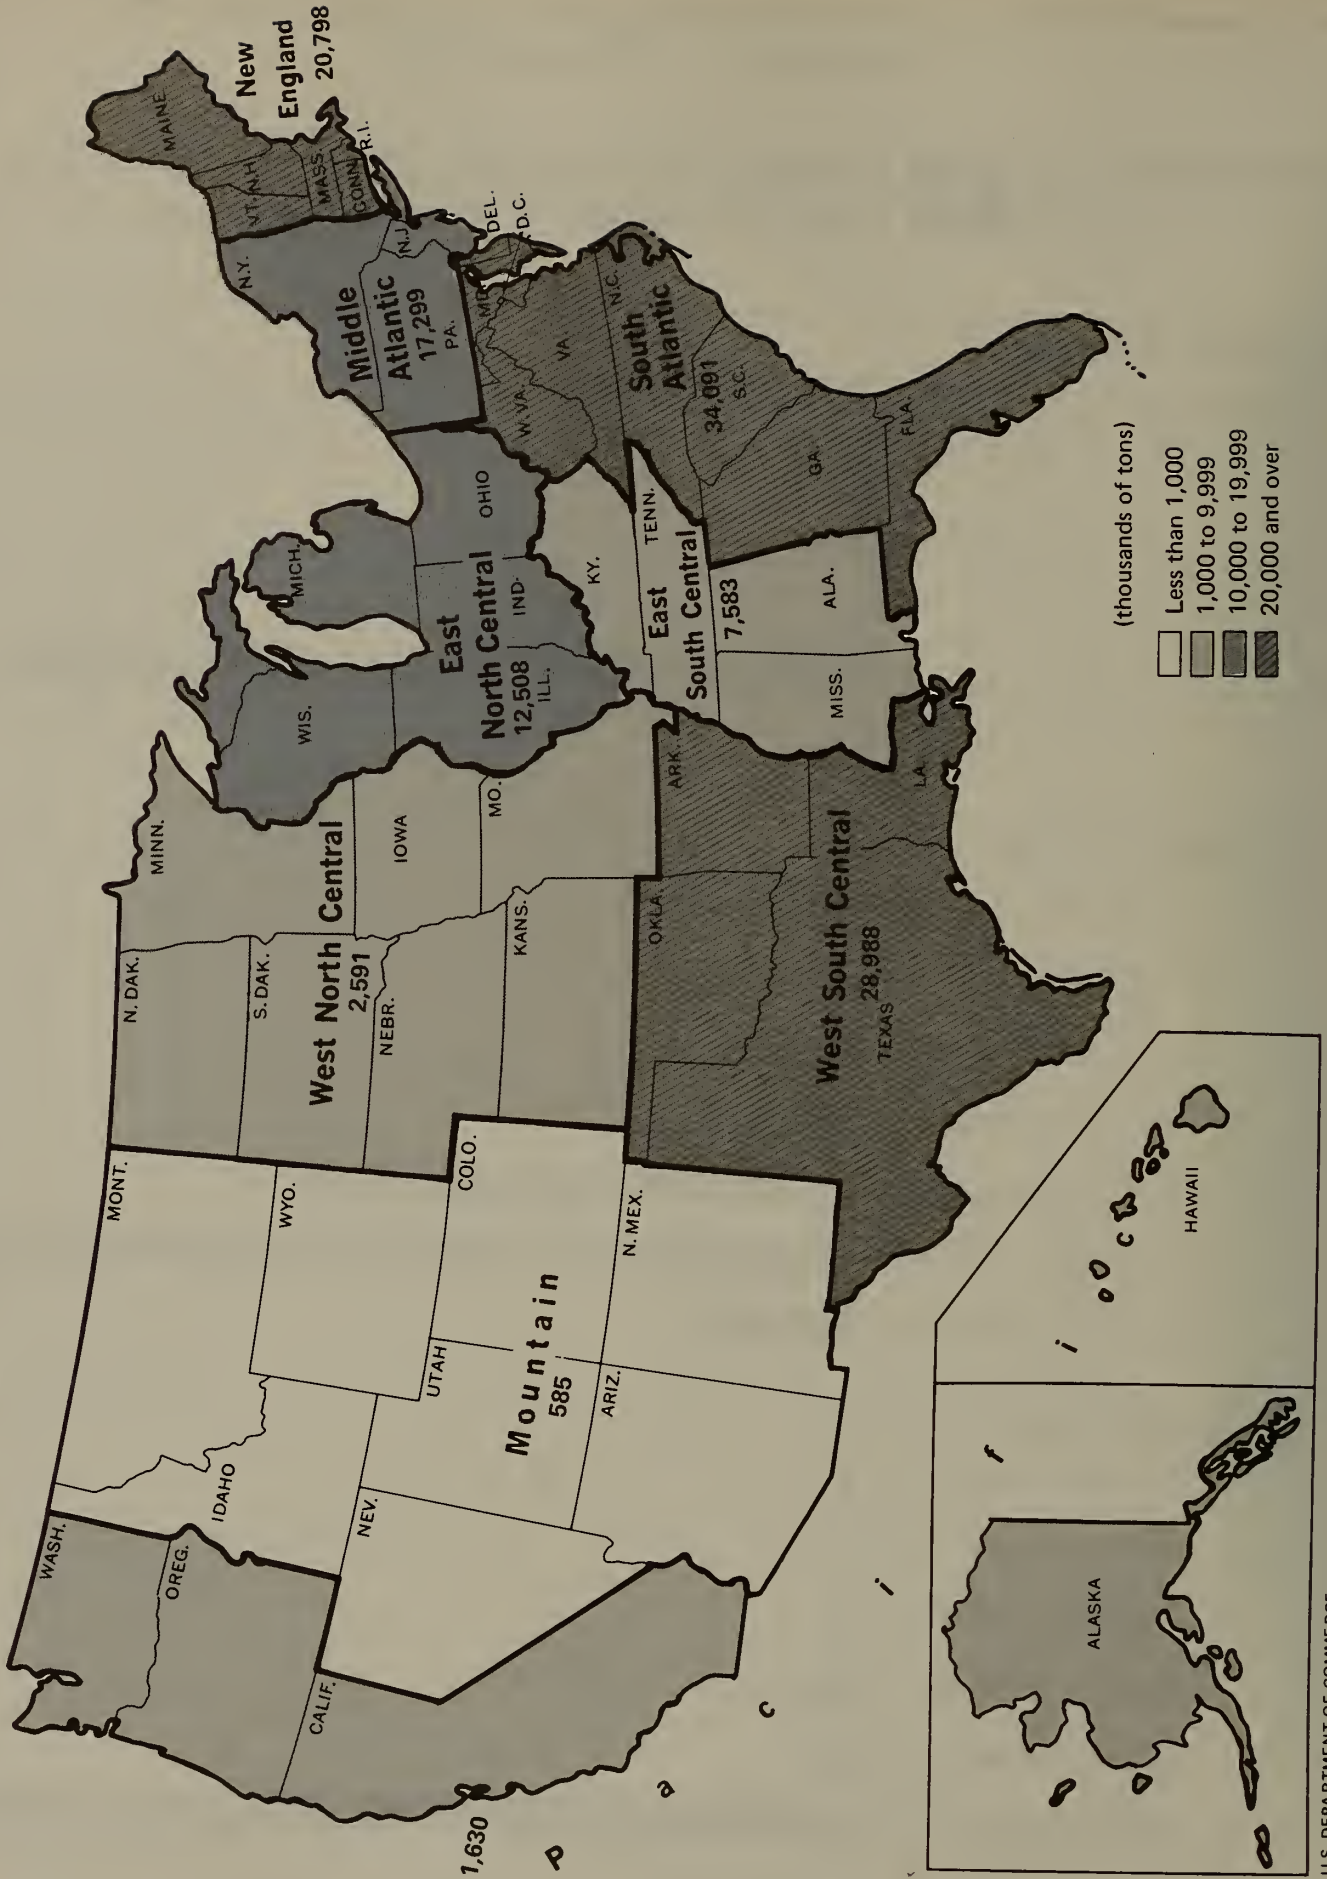 WASH.
OREG.
CALIF.
IDAHO
NEV.
MONT.
WYO.
UTAH
COLO.
ARIZ.
N. MEX.
Mountain
585
1,630
P a c i f i c
N. DAK.
S. DAK.
NEBR.
KANS.
MINN.
IOWA
MO.
West North Central
2,591
OKLA.
ARK.
TEXAS
LA.
West South Central
28,988
WIS.
MICH.
ILL.
IND.
OHIO
East
North Central
12,508
KY.
TENN.
MISS.
ALA.
East
South Central
7,583
N.Y.
N.J.
PA.
Middle
Atlantic
17,299
MAINE
VT.
N.H.
MASS.
CONN.
R.I.
New
England
20,798
DEL.
MD.
D.C.
W. VA.
VA.
N.C.
S.C.
GA.
FLA.
South
Atlantic
34,091
ALASKA
HAWAII
(thousands of tons)
Less than 1,000
1,000 to 9,999
10,000 to 19,999
20,000 and over
U.S. DEPARTMENT OF COMMERCE